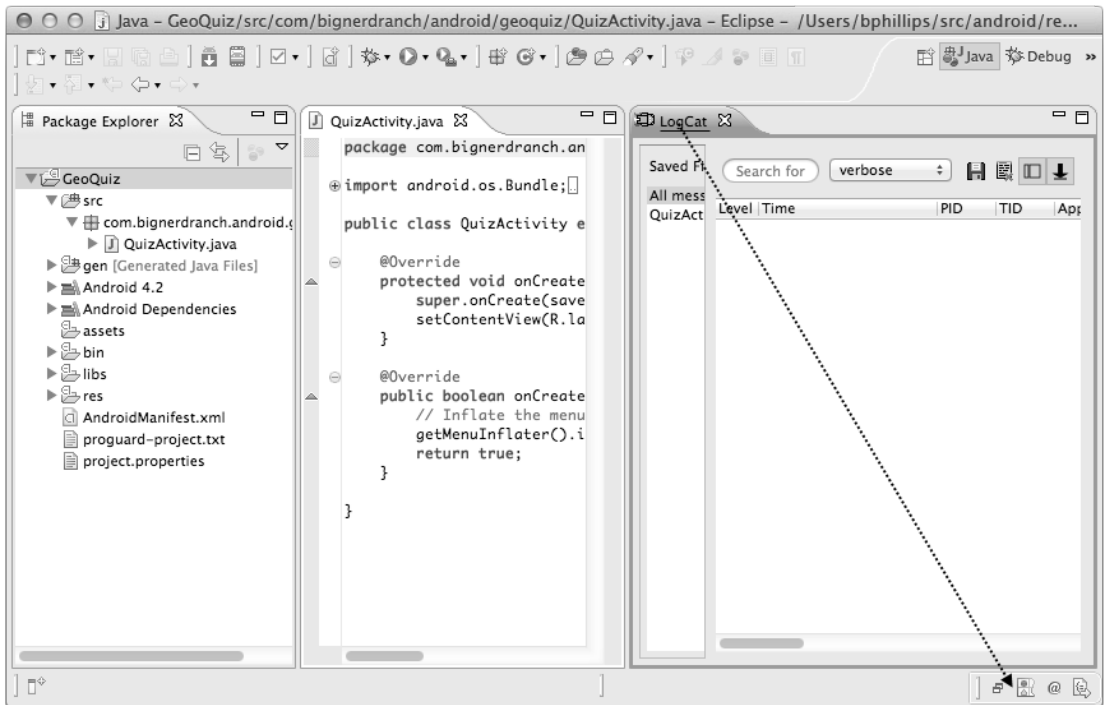 Java – GeoQuiz/src/com/bignerdranch/android/geoquiz/QuizActivity.java – Eclipse – /Users/bphillips/src/android/re...
Java
Debug
»
Package Explorer
GeoQuiz
src
com.bignerdranch.android.g
QuizActivity.java
gen [Generated Java Files]
Android 4.2
Android Dependencies
assets
bin
libs
res
AndroidManifest.xml
proguard-project.txt
project.properties
QuizActivity.java
package com.bignerdranch.an
import android.os.Bundle;
public class QuizActivity e
@Override
protected void onCreate
super.onCreate(save
setContentView(R.la
}
@Override
public boolean onCreate
// Inflate the menu
getMenuInflater().i
return true;
}
}
LogCat
Saved Fi
All mess
QuizAct
Search for
verbose
Level Time PID TID App
@